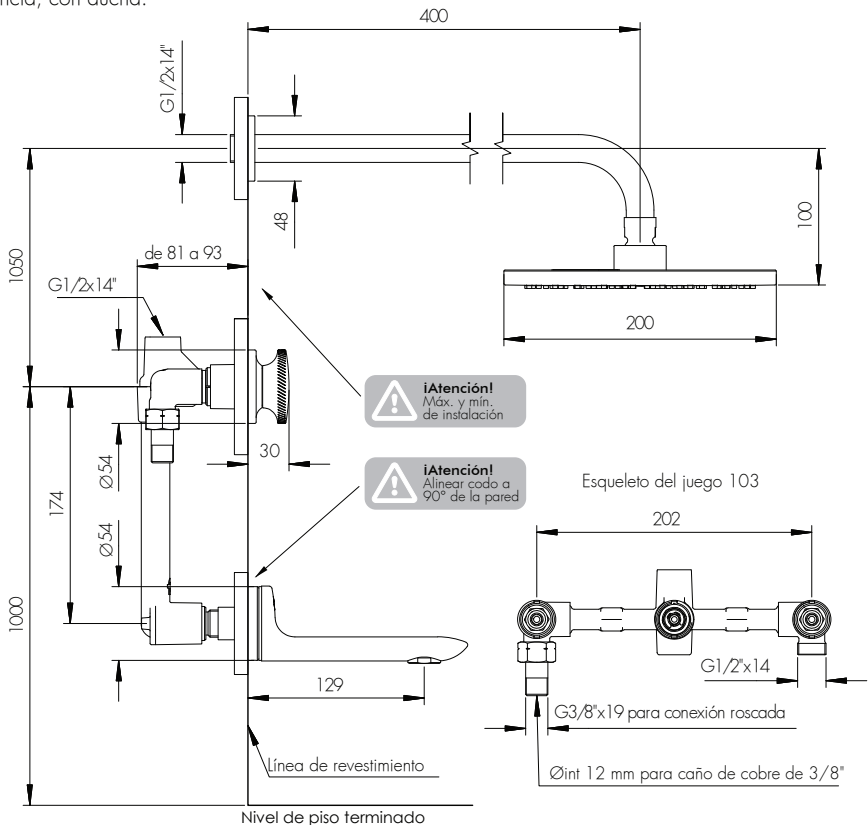 con ducha.
400
G1/2x14"
48
100
1050
de 81 a 93
G1/2x14"
200
¡Atención!
Máx. y mín.
de instalación
30
Ø54
¡Atención!
Alinear codo a
90° de la pared
Esqueleto del juego 103
202
174
Ø54
1000
G1/2"x14
129
G3/8"x19 para conexión roscada
Línea de revestimiento
Øint 12 mm para caño de cobre de 3/8"
Nivel de piso terminado